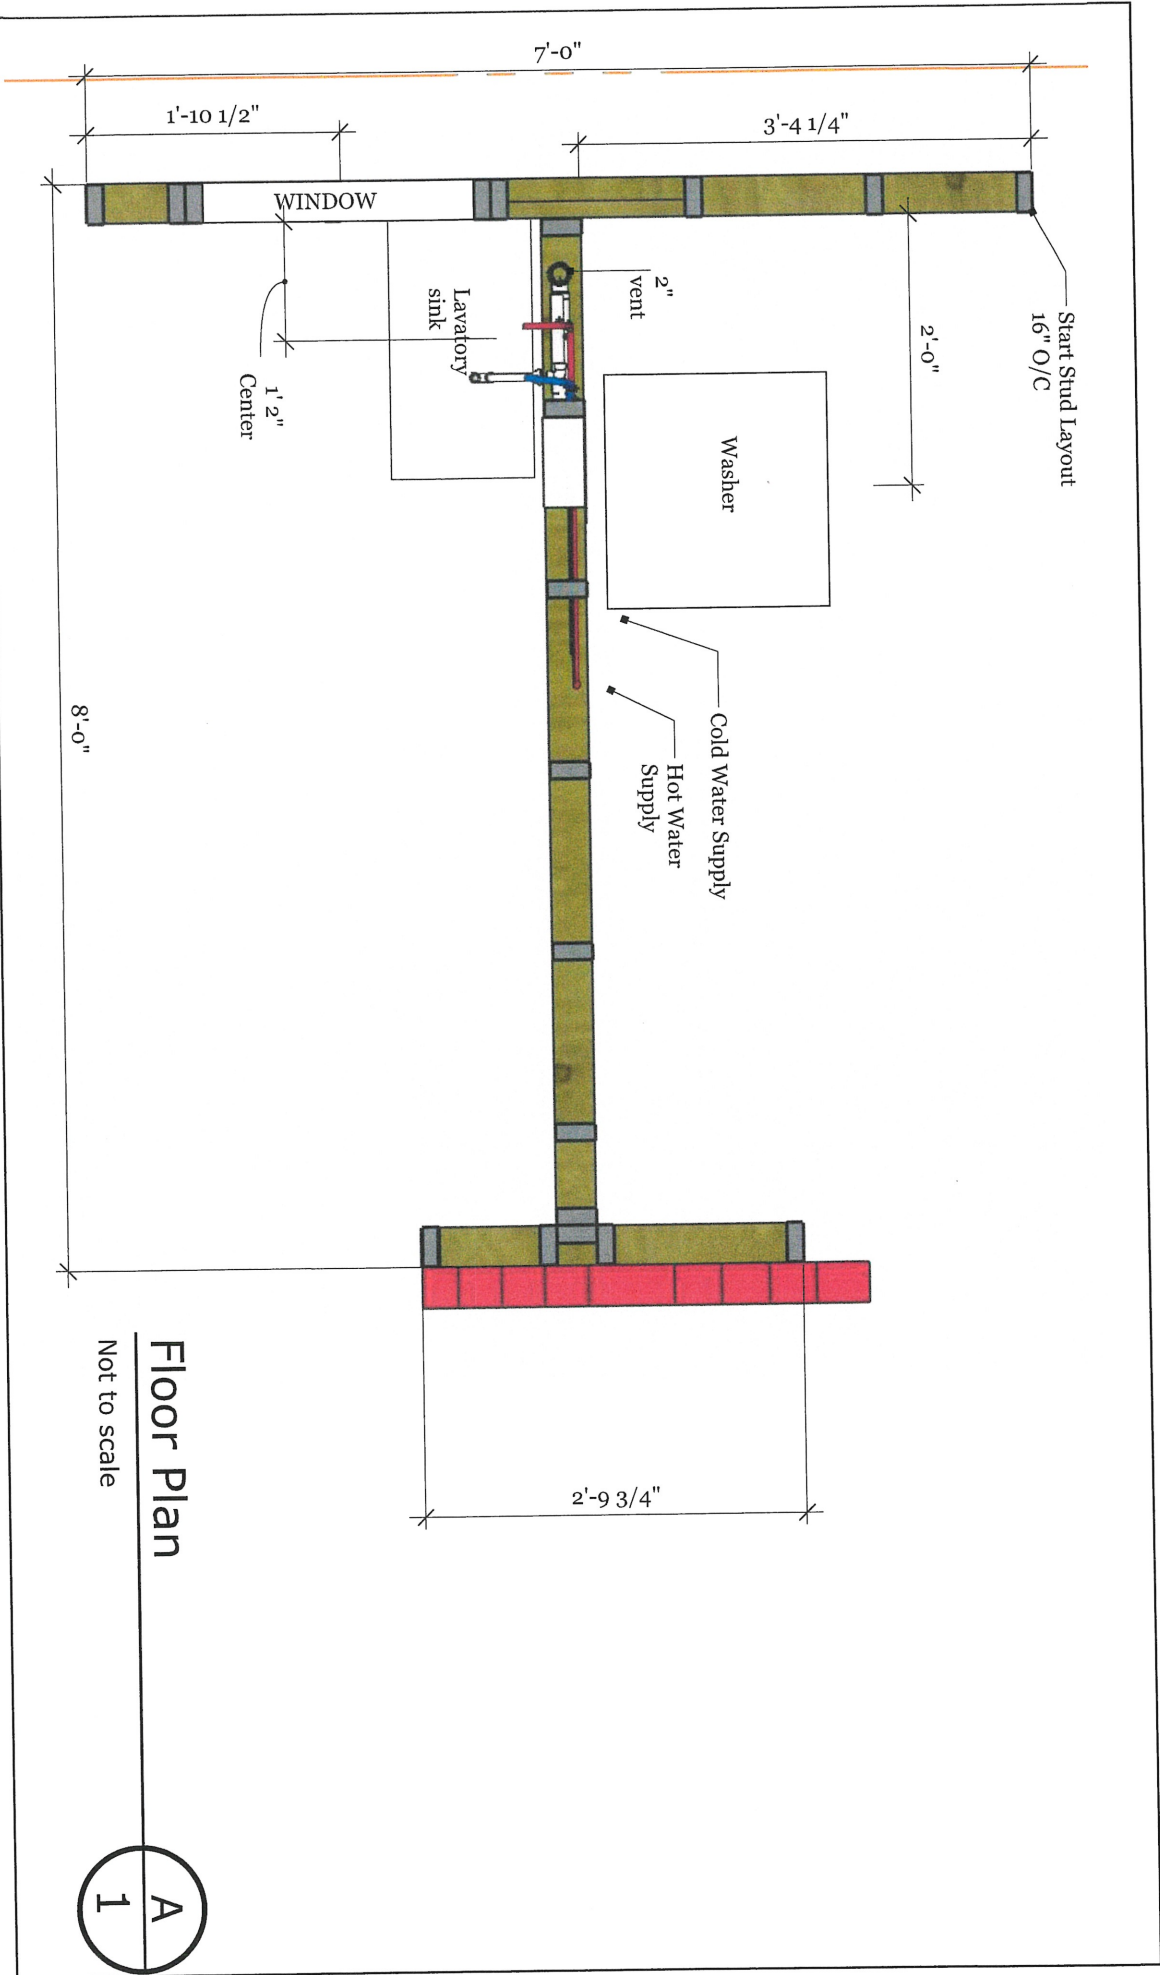 7'-0"
1'-10 1/2"
3'-4 1/4"
WINDOW
Start Stud Layout
16" O/C
2'-0"
2"
vent
Lavatory
sink
1' 2"
Center
Washer
Cold Water Supply
Hot Water
Supply
8'-0"
2'-9 3/4"
Floor Plan
Not to scale
A
1